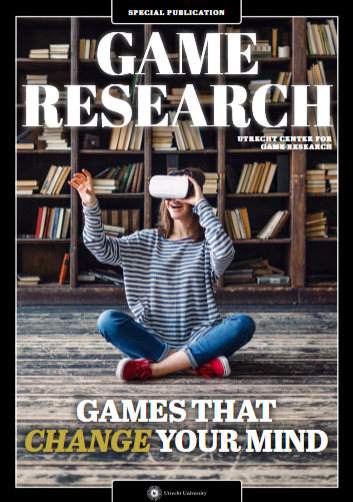 SPECIAL PUBLICATION
GAME
RESEARCH
UTRECHT CENTER FOR
GAME RESEARCH
GAMES THAT
CHANGE YOUR MIND
Utrecht University